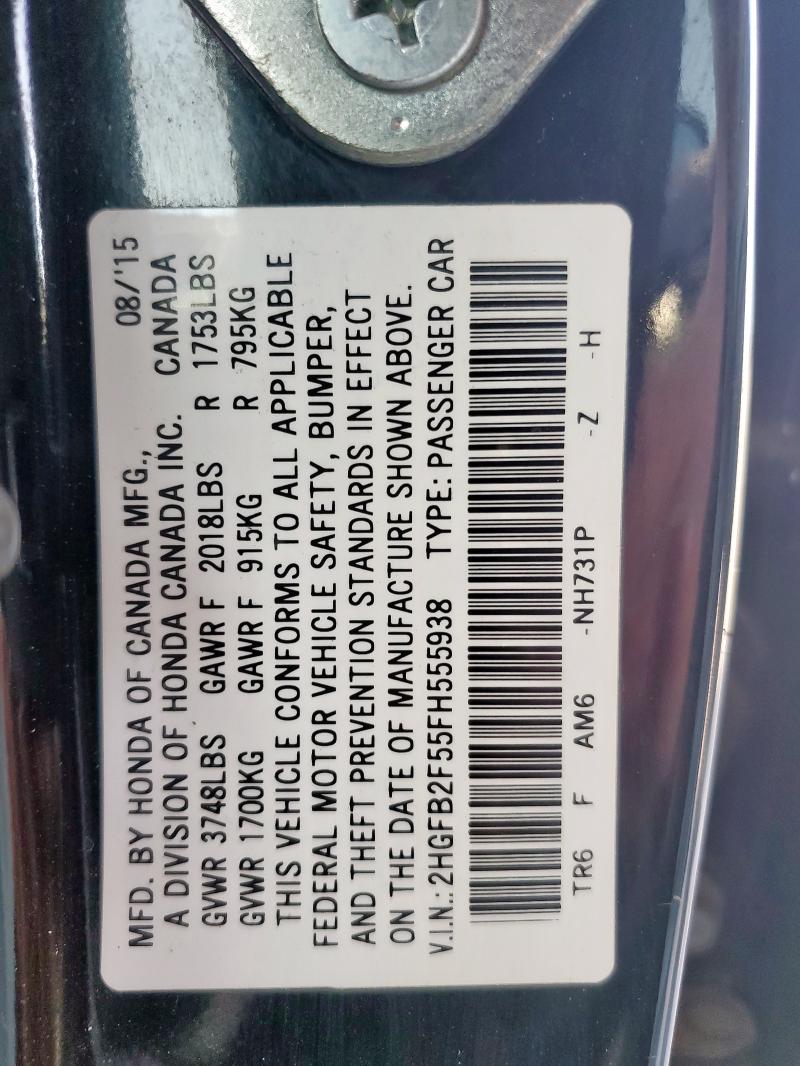 MFD. BY HONDA OF CANADA MFG., 08/'15
A DIVISION OF HONDA CANADA INC. CANADA
GVWR 3748LBS GAWR F 2018LBS R 1753LBS
GVWR 1700KG GAWR F 915KG R 795KG
THIS VEHICLE CONFORMS TO ALL APPLICABLE
FEDERAL MOTOR VEHICLE SAFETY, BUMPER,
AND THEFT PREVENTION STANDARDS IN EFFECT
ON THE DATE OF MANUFACTURE SHOWN ABOVE.
V.I.N.: 2HGFB2F55FH555938 TYPE: PASSENGER CAR
TR6 F AM6 -NH731P -Z -H